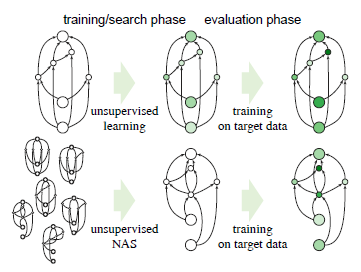 training/search phase evaluation phase
unsupervised training
learning on target data
unsupervised training
NAS on target data